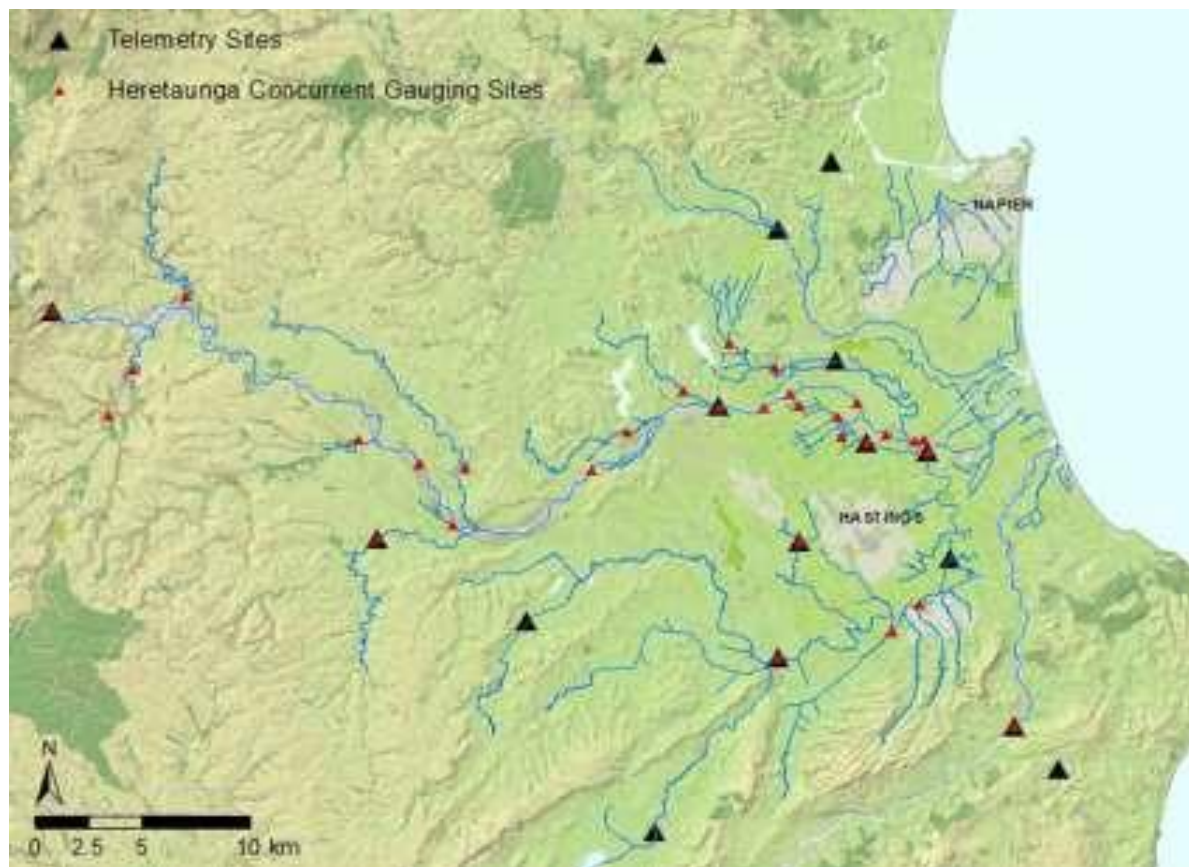 Telemetry Sites
Heretaunga Concurrent Gauging Sites
NAPIER
HASTINGS
N
0 2.5 5 10 km